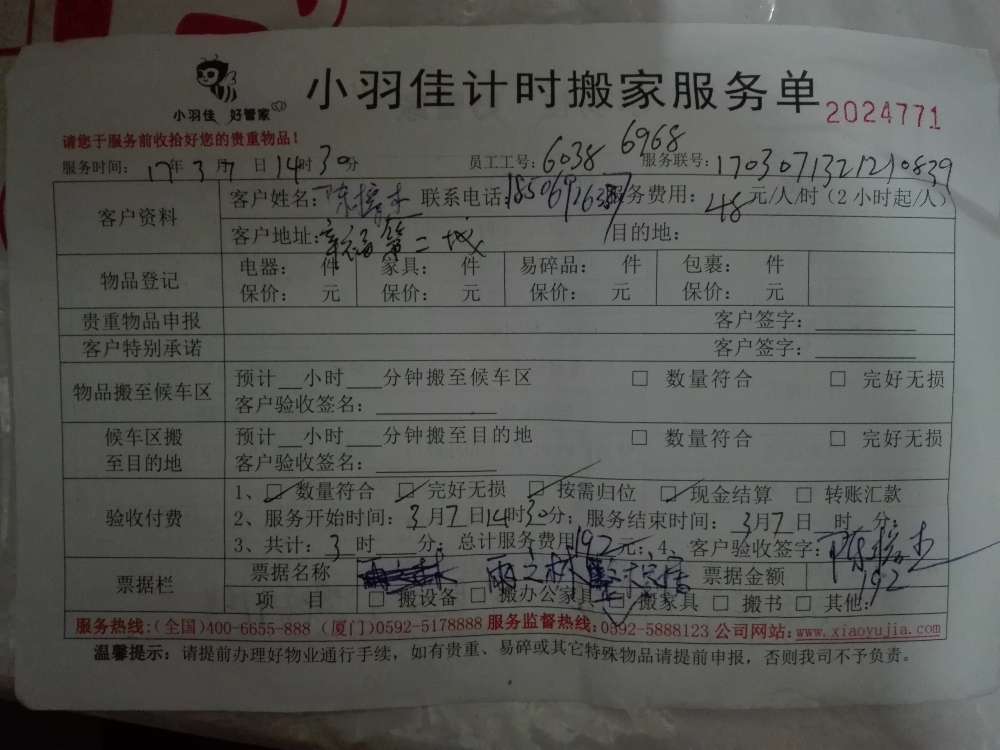 小羽佳 好管家
小羽佳计时搬家服务单
2024771
请您于服务前收拾好您的贵重物品!
服务时间: 17年3月7日14时30分 员工工号: 6038 6968 服务联号: 1703071321210839
客户资料
客户姓名: 联系电话: 服务费用: 48元/人/时(2小时起/人)
客户地址: 目的地:
物品登记
电器: 件 家具: 件 易碎品: 件 包裹: 件
保价: 元 保价: 元 保价: 元 保价: 元
贵重物品申报 客户签字:
客户特别承诺 客户签字:
物品搬至候车区
预计__小时___分钟搬至候车区 □ 数量符合 □ 完好无损
客户验收签名:
候车区搬
至目的地
预计__小时___分钟搬至目的地 □ 数量符合 □ 完好无损
客户验收签名:
验收付费
1、☑数量符合 ☑完好无损 ☑按需归位 ☑现金结算 □ 转账汇款
2、服务开始时间: 3月7日14时30分; 服务结束时间: 3月7日 时 分;
3、共计: 3时 分; 总计服务费用192元; 4、客户验收签字:
票据栏
票据名称 票据金额 192
项 目 □ 搬设备 □ 搬办公家具 □ 搬家具 □ 搬书 □ 其他:
服务热线:(全国)400-6655-888 (厦门)0592-5178888 服务监督热线:0592-5888123 公司网站:www.xiaoyujia.com
温馨提示: 请提前办理好物业通行手续，如有贵重、易碎或其它特殊物品请提前申报，否则我司不予负责。